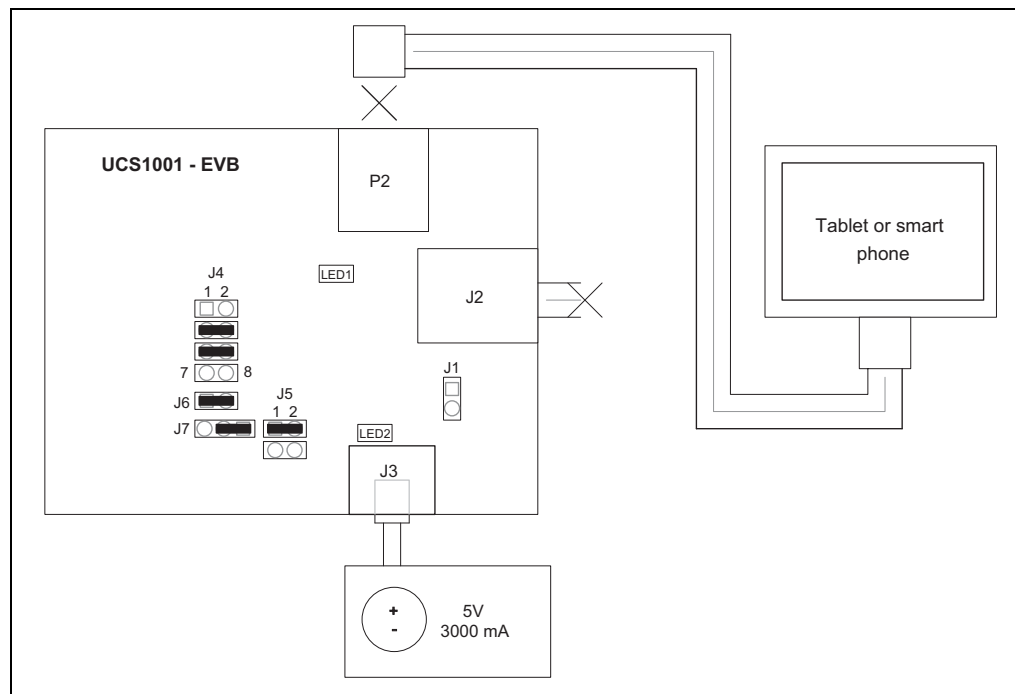 UCS1001 - EVB
P2
Tablet or smart
phone
LED1
J4
1 2
J2
7 8
J1
J6
J5
1 2
J7
LED2
J3
+
-
5V
3000 mA